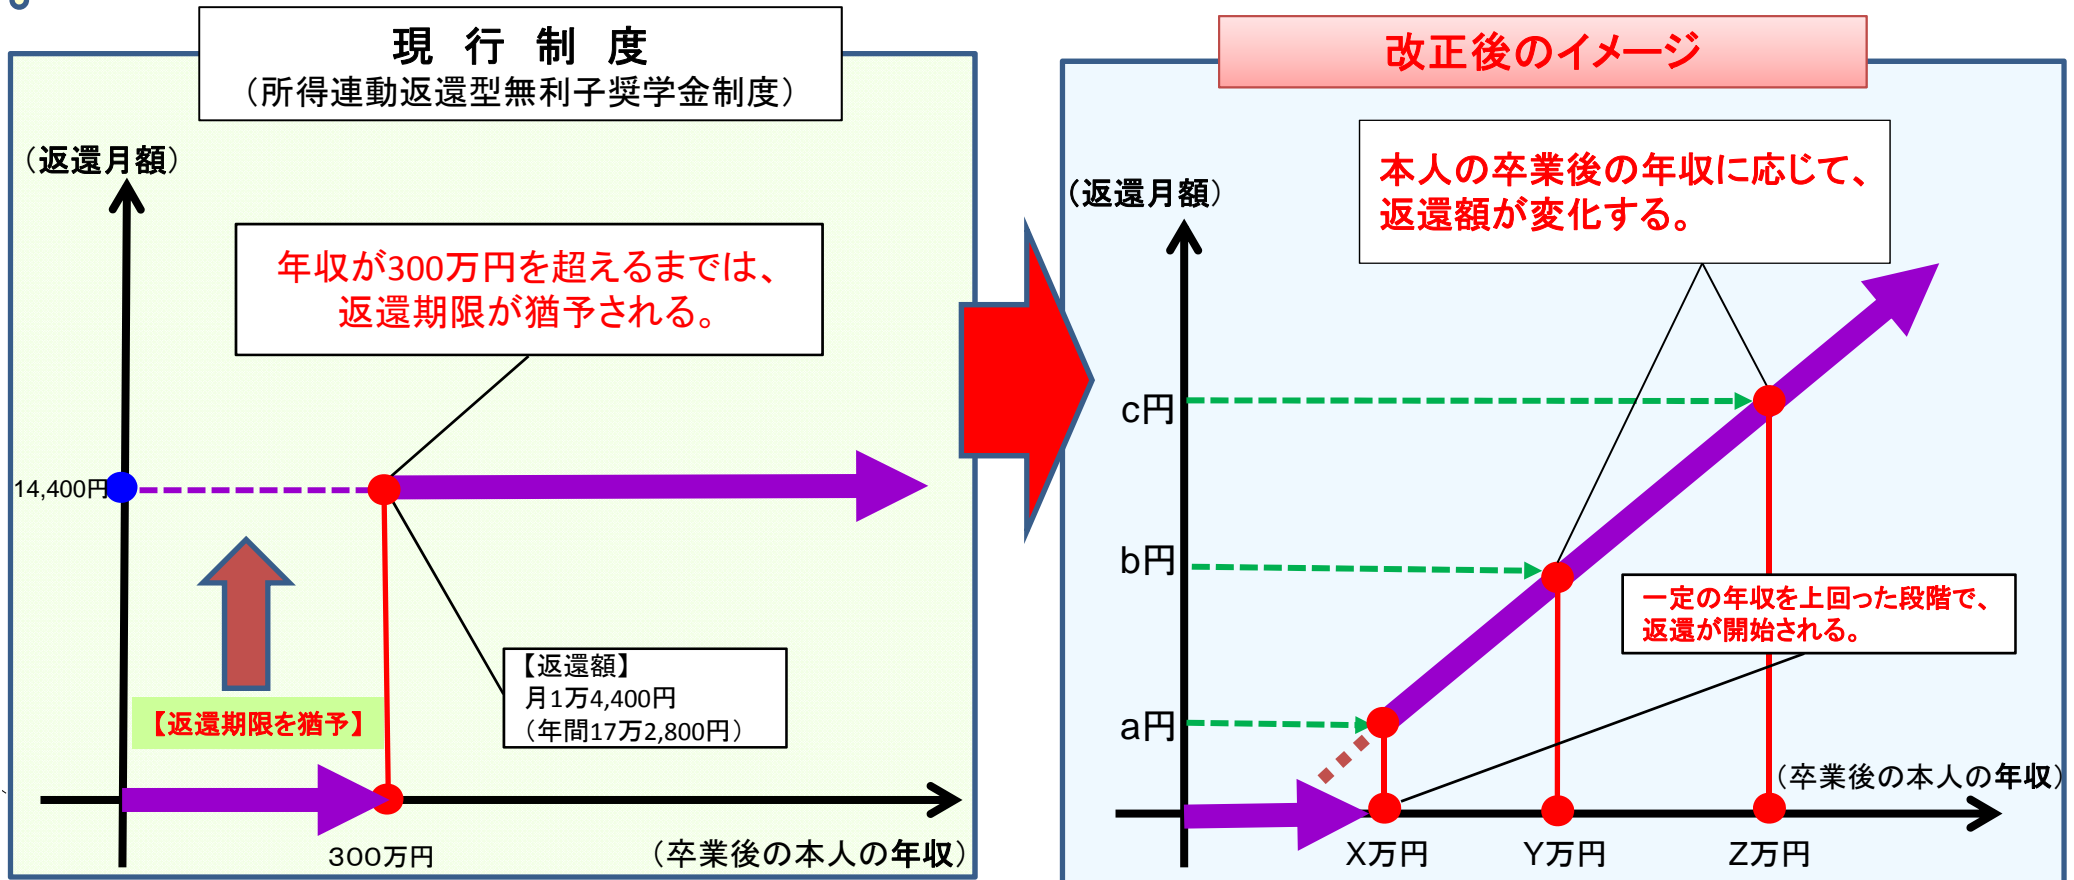 現行制度
（所得連動返還型無利子奨学金制度）
（返還月額）
年収が300万円を超えるまでは、
返還期限が猶予される。
14,400円
【返還額】
月1万4,400円
（年間17万2,800円）
【返還期限を猶予】
300万円
（卒業後の本人の年収）
改正後のイメージ
（返還月額）
本人の卒業後の年収に応じて、
返還額が変化する。
c円
b円
一定の年収を上回った段階で、
返還が開始される。
a円
（卒業後の本人の年収）
X万円
Y万円
Z万円